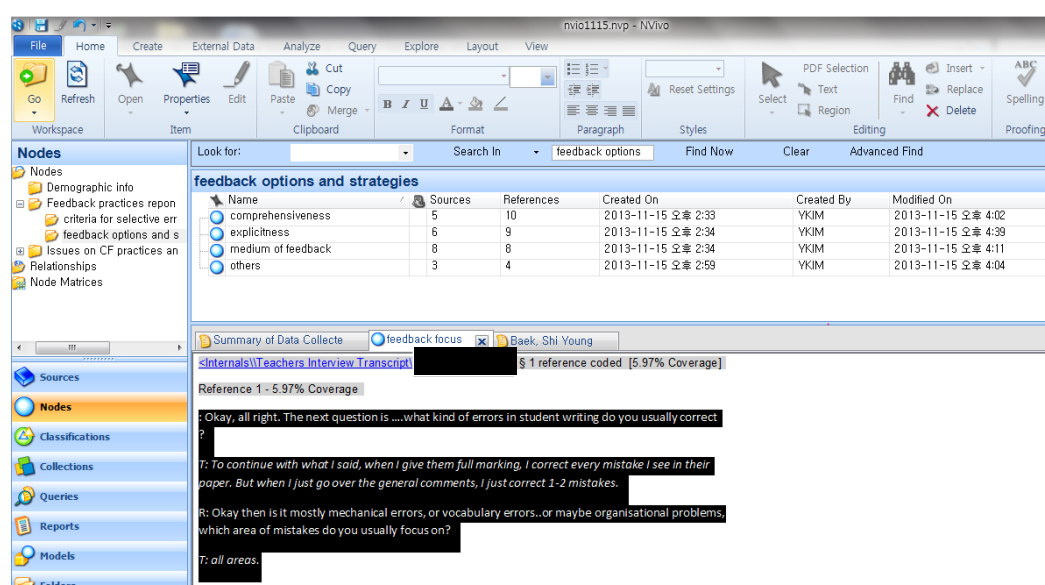 nvio1115.nvp - NVivo
File Home Create External Data Analyze Query Explore Layout View
Go Refresh Open Properties Edit Paste Cut Copy Merge
B I U A
Reset Settings
Select PDF Selection Text Region Find Insert Replace Delete
ABC Spelling
Workspace Item Clipboard Format Paragraph Styles Editing Proofing
Nodes
Look for: Search In feedback options Find Now Clear Advanced Find
Nodes
Demographic info
Feedback practices repon
criteria for selective err
feedback options and s
Issues on CF practices an
Relationships
Node Matrices
feedback options and strategies
Name Sources References Created On Created By Modified On
comprehensiveness 5 10 2013-11-15 오후 2:33 YKIM 2013-11-15 오후 4:02
explicitness 6 9 2013-11-15 오후 2:34 YKIM 2013-11-15 오후 4:39
medium of feedback 8 8 2013-11-15 오후 2:34 YKIM 2013-11-15 오후 4:11
others 3 4 2013-11-15 오후 2:59 YKIM 2013-11-15 오후 4:04
Sources
Nodes
Classifications
Collections
Queries
Reports
Models
Folders
Summary of Data Collecte feedback focus Baek, Shi Young
<Internals\\Teachers Interview Transcript\ § 1 reference coded [5.97% Coverage]
Reference 1 - 5.97% Coverage
: Okay, all right. The next question is ....what kind of errors in student writing do you usually correct
?
T: To continue with what I said, when I give them full marking, I correct every mistake I see in their
paper. But when I just go over the general comments, I just correct 1-2 mistakes.
R: Okay then is it mostly mechanical errors, or vocabulary errors..or maybe organisational problems,
which area of mistakes do you usually focus on?
T: all areas.